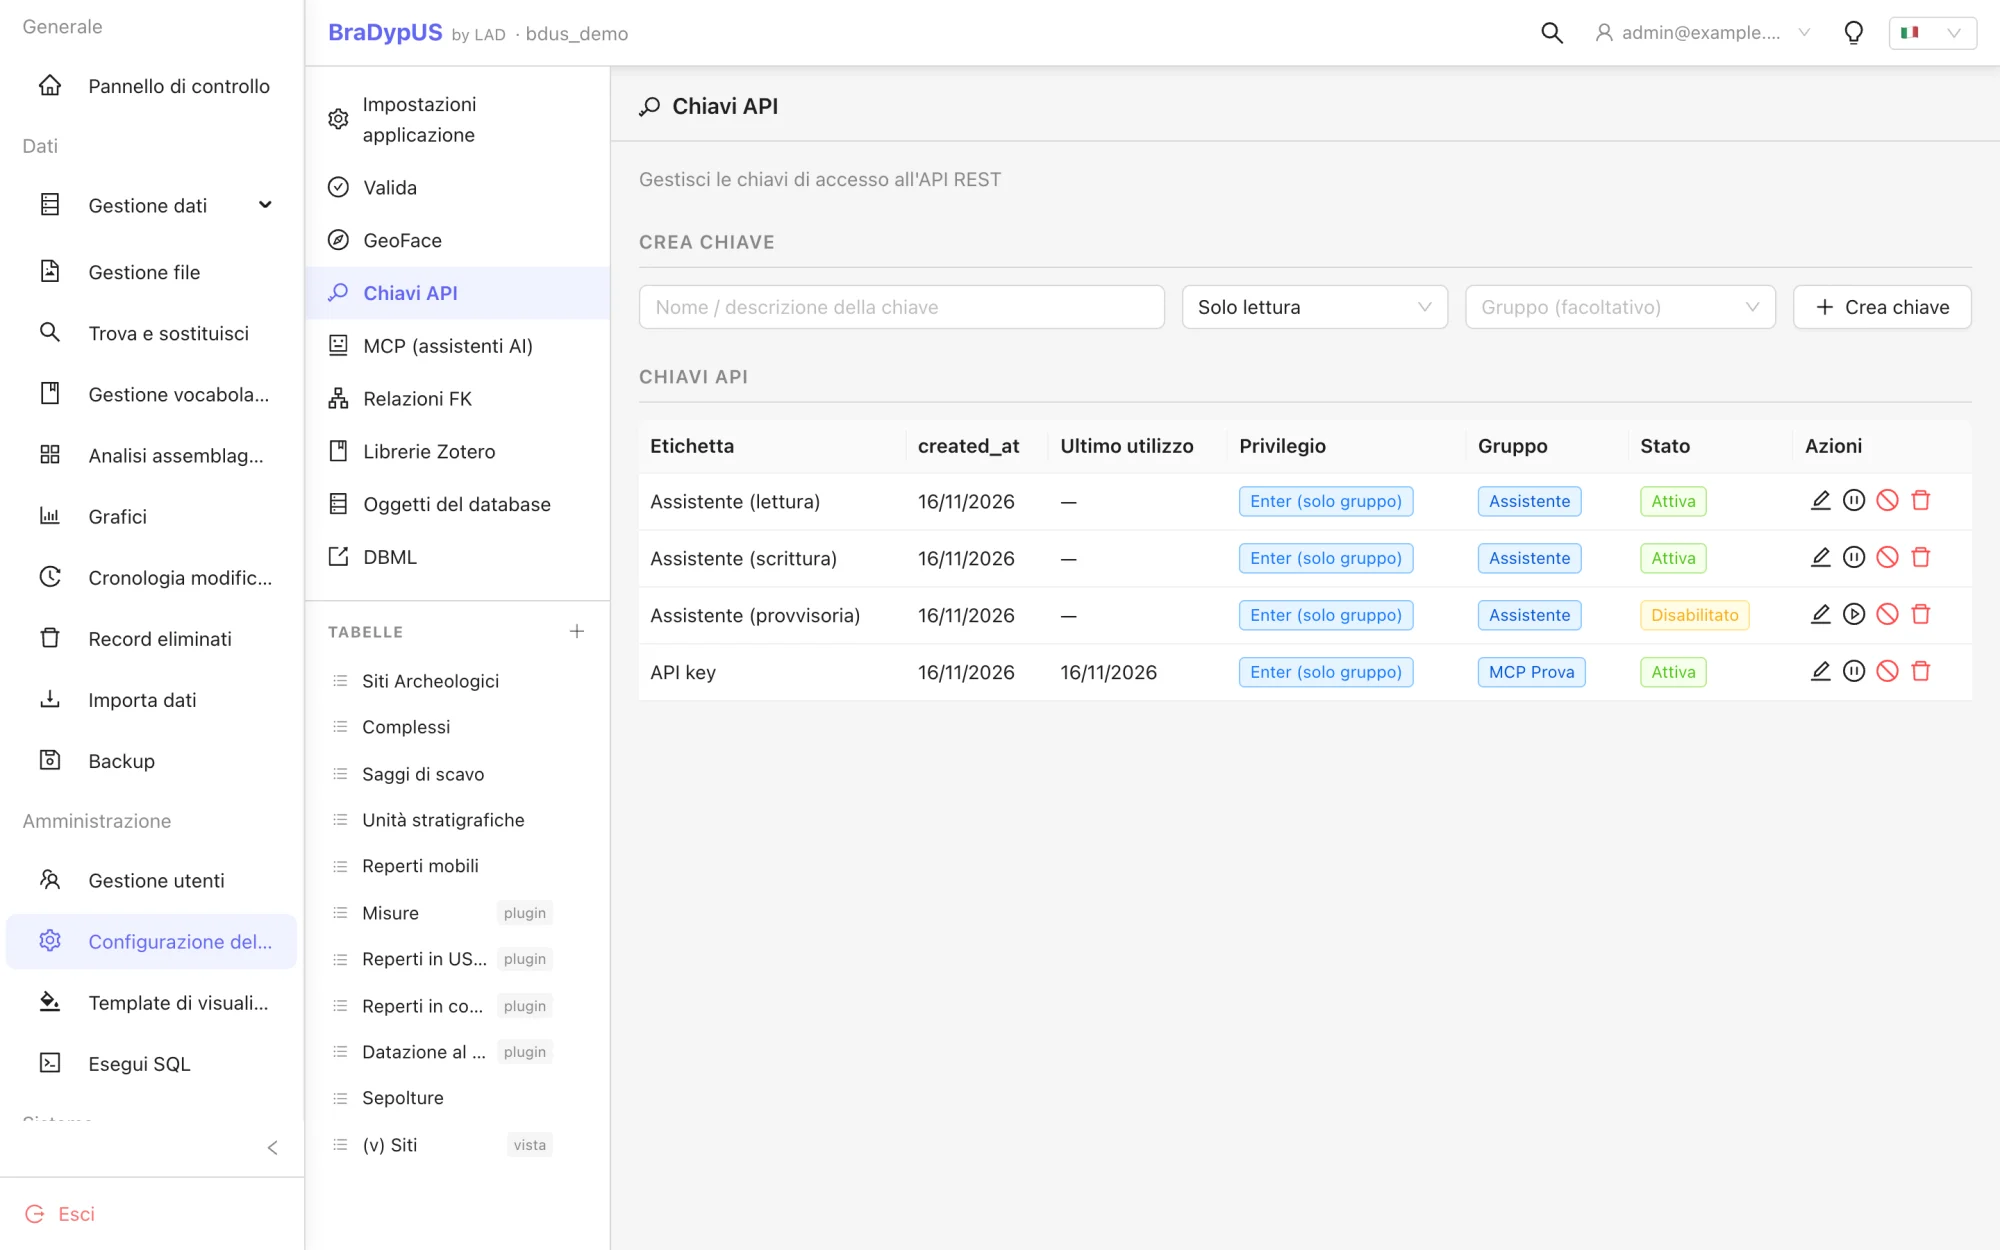 Generale
Pannello di controllo
Dati
Gestione dati
Gestione file
Trova e sostituisci
Gestione vocabola...
Analisi assemblag...
Grafici
Cronologia modific...
Record eliminati
Importa dati
Backup
Amministrazione
Gestione utenti
Configurazione del...
Template di visuali...
Esegui SQL
Esci
BraDypUS by LAD · bdus_demo
admin@example....
Impostazioni
applicazione
Valida
GeoFace
Chiavi API
MCP (assistenti AI)
Relazioni FK
Librerie Zotero
Oggetti del database
DBML
TABELLE
Siti Archeologici
Complessi
Saggi di scavo
Unità stratigrafiche
Reperti mobili
Misure plugin
Reperti in US... plugin
Reperti in co... plugin
Datazione al ... plugin
Sepolture
(v) Siti vista
Chiavi API
Gestisci le chiavi di accesso all'API REST
CREA CHIAVE
Nome / descrizione della chiave Solo lettura Gruppo (facoltativo) + Crea chiave
CHIAVI API
Etichetta created_at Ultimo utilizzo Privilegio Gruppo Stato Azioni
Assistente (lettura) 16/11/2026 — Enter (solo gruppo) Assistente Attiva
Assistente (scrittura) 16/11/2026 — Enter (solo gruppo) Assistente Attiva
Assistente (provvisoria) 16/11/2026 — Enter (solo gruppo) Assistente Disabilitato
API key 16/11/2026 16/11/2026 Enter (solo gruppo) MCP Prova Attiva